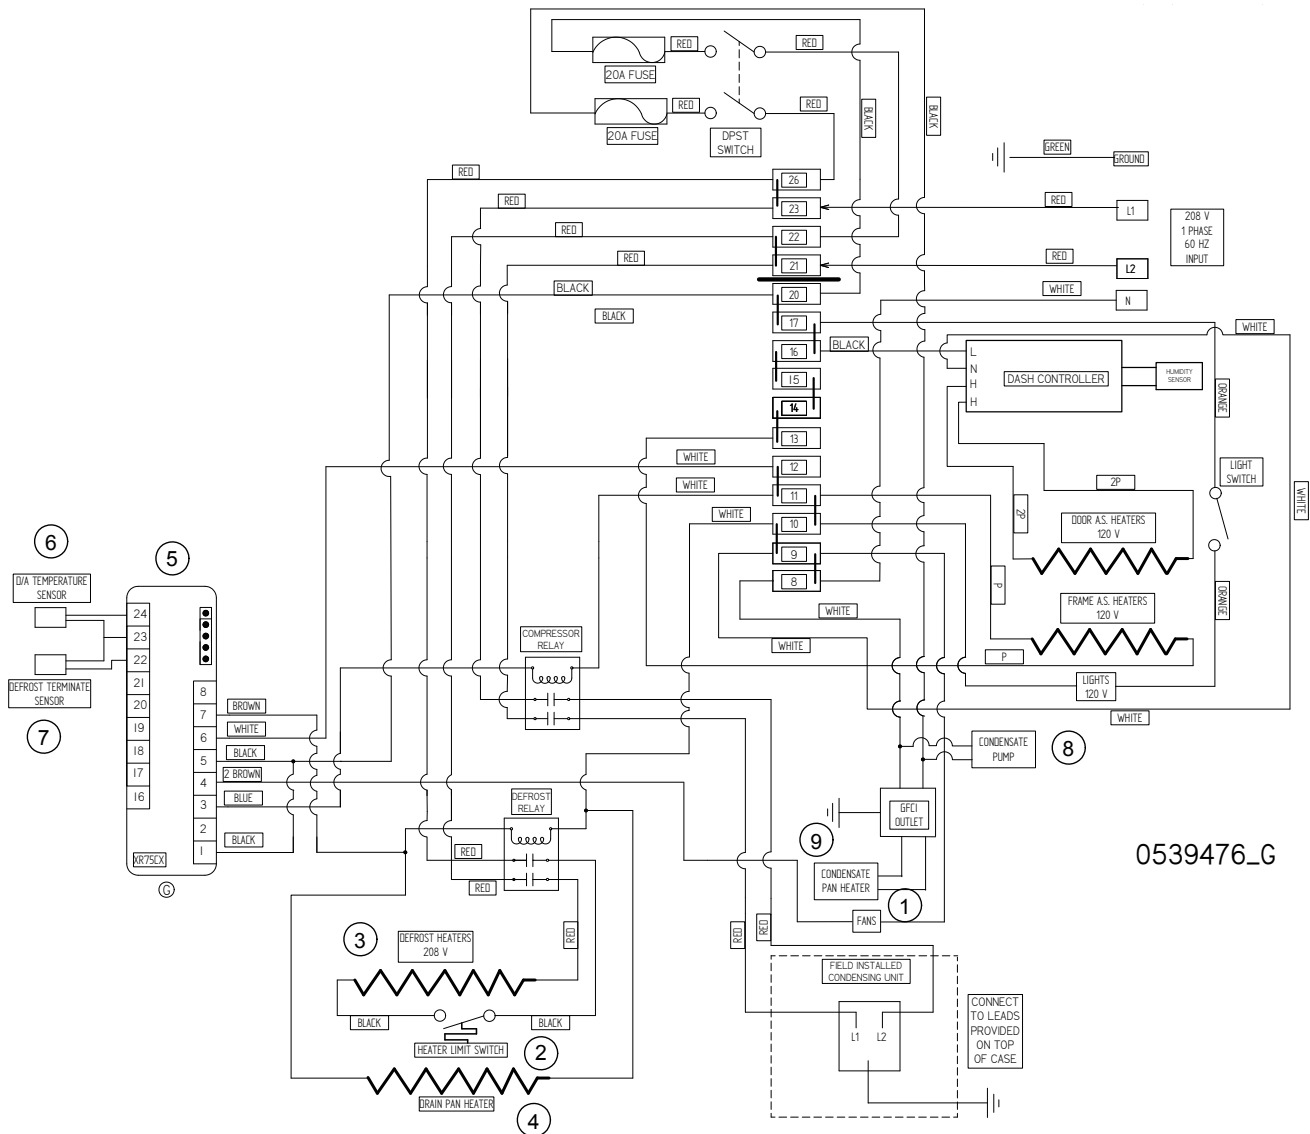 RED
RED
20A FUSE
RED
RED
20A FUSE
DPST
SWITCH
BLACK
BLACK
GREEN
GROUND
RED
26
RED
23
RED
L1
208 V
1 PHASE
60 HZ
INPUT
RED
22
RED
21
RED
L2
BLACK
20
WHITE
N
BLACK
17
WHITE
16
BLACK
L
N
H
H
DASH CONTROLLER
HUMIDITY
SENSOR
15
14
ORANGE
13
WHITE
12
LIGHT
SWITCH
WHITE
11
2P
WHITE
WHITE
10
2P
DOOR A.S. HEATERS
120 V
9
8
P
FRAME A.S. HEATERS
120 V
ORANGE
WHITE
WHITE
P
LIGHTS
120 V
WHITE
6
5
D/A TEMPERATURE
SENSOR
24
23
22
21
20
19
18
17
16
DEFROST TERMINATE
SENSOR
7
8
7
6
5
4
3
2
1
XR75CX
G
BROWN
WHITE
BLACK
2 BROWN
BLUE
BLACK
COMPRESSOR
RELAY
DEFROST
RELAY
RED
RED
CONDENSATE
PUMP
8
GFCI
OUTLET
9
CONDENSATE
PAN HEATER
1
FANS
0539476_G
3
DEFROST HEATERS
208 V
RED
RED
RED
BLACK
BLACK
HEATER LIMIT SWITCH
2
DRAIN PAN HEATER
4
FIELD INSTALLED
CONDENSING UNIT
L1
L2
CONNECT
TO LEADS
PROVIDED
ON TOP
OF CASE